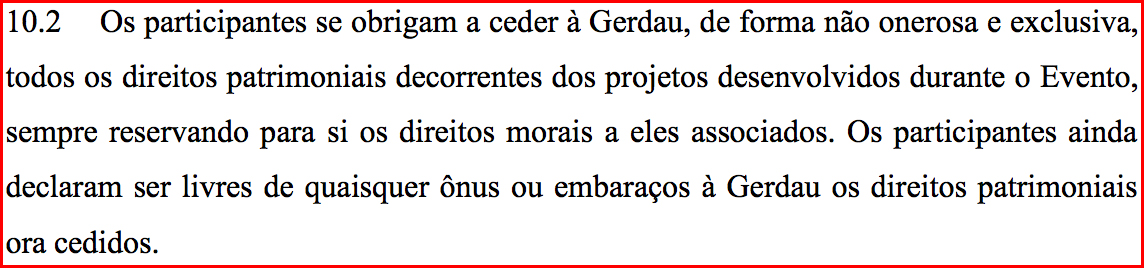 10.2 Os participantes se obrigam a ceder à Gerdau, de forma não onerosa e exclusiva,
todos os direitos patrimoniais decorrentes dos projetos desenvolvidos durante o Evento,
sempre reservando para si os direitos morais a eles associados. Os participantes ainda
declaram ser livres de quaisquer ônus ou embaraços à Gerdau os direitos patrimoniais
ora cedidos.